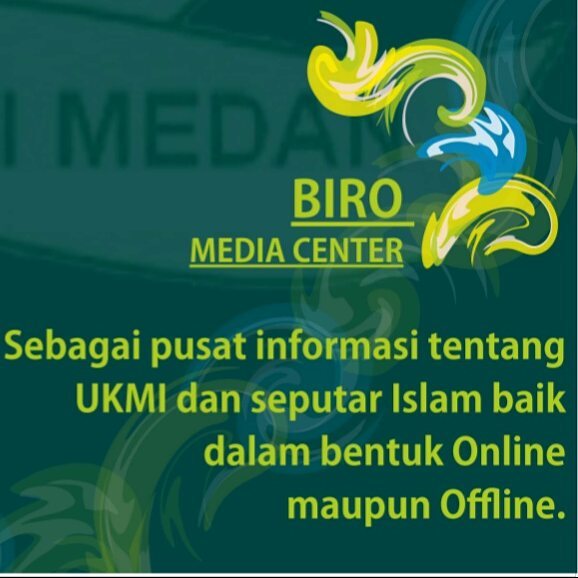 I MEDAN
BIRO
MEDIA CENTER
Sebagai pusat informasi tentang
UKMI dan seputar Islam baik
dalam bentuk Online
maupun Offline.